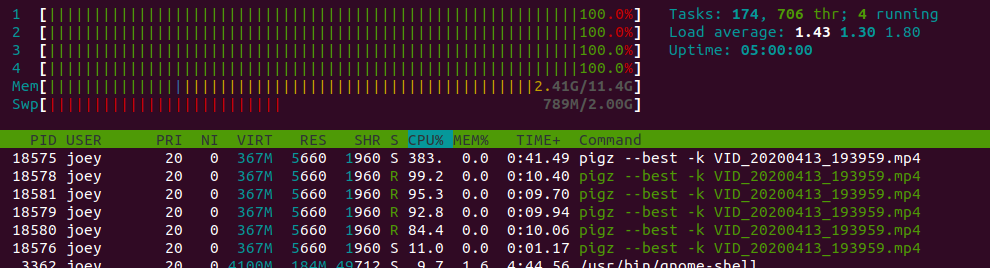 1 [100.0%] Tasks: 174, 706 thr; 4 running
2 [100.0%] Load average: 1.43 1.30 1.80
3 [100.0%] Uptime: 05:00:00
4 [100.0%]
Mem[2.41G/11.4G]
Swp[789M/2.00G]
PID USER PRI NI VIRT RES SHR S CPU% MEM% TIME+ Command
18575 joey 20 0 367M 5660 1960 S 383. 0.0 0:41.49 pigz --best -k VID_20200413_193959.mp4
18578 joey 20 0 367M 5660 1960 R 99.2 0.0 0:10.40 pigz --best -k VID_20200413_193959.mp4
18581 joey 20 0 367M 5660 1960 R 95.3 0.0 0:09.70 pigz --best -k VID_20200413_193959.mp4
18579 joey 20 0 367M 5660 1960 R 92.8 0.0 0:09.94 pigz --best -k VID_20200413_193959.mp4
18580 joey 20 0 367M 5660 1960 R 84.4 0.0 0:10.06 pigz --best -k VID_20200413_193959.mp4
18576 joey 20 0 367M 5660 1960 S 11.0 0.0 0:01.17 pigz --best -k VID_20200413_193959.mp4
3362 joey 20 0 4100M 184M 49712 S 9.7 1.6 4:44.56 /usr/bin/gnome-shell